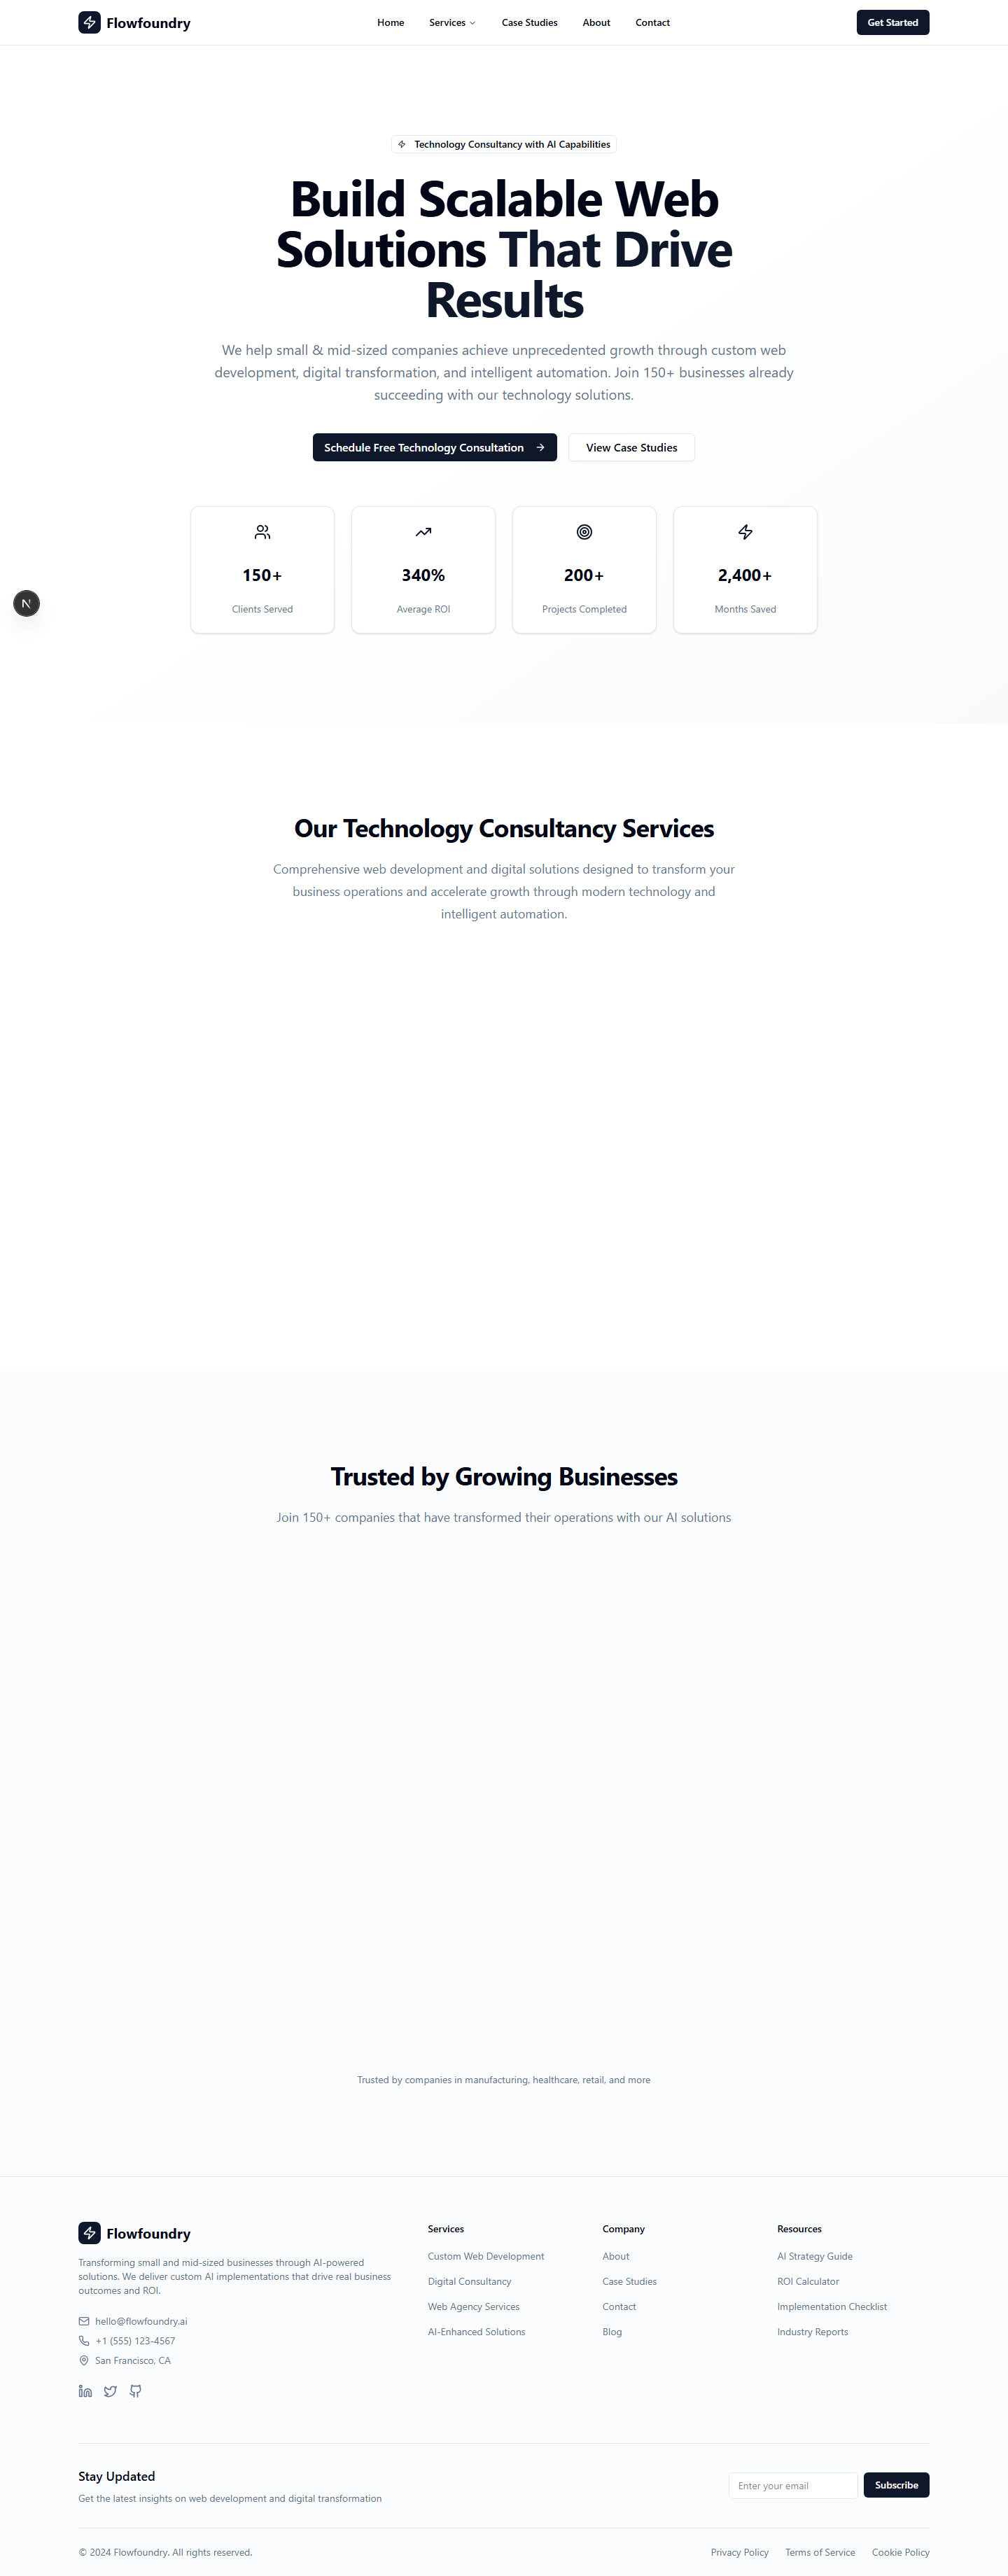 Flowfoundry
Home
Services
Case Studies
About
Contact
Get Started
Technology Consultancy with AI Capabilities
Build Scalable Web
Solutions That Drive
Results
We help small & mid-sized companies achieve unprecedented growth through custom web
development, digital transformation, and intelligent automation. Join 150+ businesses already
succeeding with our technology solutions.
Schedule Free Technology Consultation
View Case Studies
150+
Clients Served
340%
Average ROI
200+
Projects Completed
2,400+
Months Saved
N
Our Technology Consultancy Services
Comprehensive web development and digital solutions designed to transform your
business operations and accelerate growth through modern technology and
intelligent automation.
Trusted by Growing Businesses
Join 150+ companies that have transformed their operations with our AI solutions
Trusted by companies in manufacturing, healthcare, retail, and more
Flowfoundry
Transforming small and mid-sized businesses through AI-powered
solutions. We deliver custom AI implementations that drive real business
outcomes and ROI.
hello@flowfoundry.ai
+1 (555) 123-4567
San Francisco, CA
Services
Custom Web Development
Digital Consultancy
Web Agency Services
AI-Enhanced Solutions
Company
About
Case Studies
Contact
Blog
Resources
AI Strategy Guide
ROI Calculator
Implementation Checklist
Industry Reports
Stay Updated
Get the latest insights on web development and digital transformation
Enter your email
Subscribe
© 2024 Flowfoundry. All rights reserved.
Privacy Policy
Terms of Service
Cookie Policy